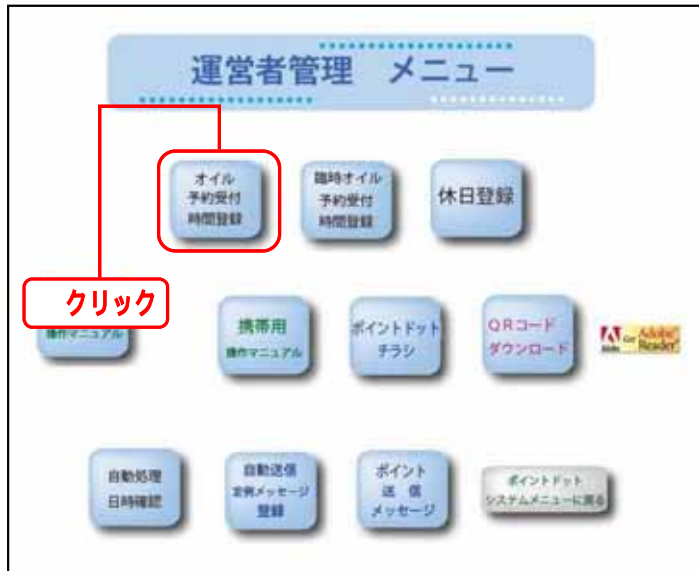 運営者管理　メニュー
オイル
予約受付
時間登録
臨時オイル
予約受付
時間登録
休日登録
クリック
操作マニュアル
携帯用
操作マニュアル
ポイントドット
チラシ
QRコード
ダウンロード
Adobe
Get Adobe
Reader
自動処理
日時確認
自動送信
定例メッセージ
登録
ポイント
送 信
メッセージ
ポイントドット
システムメニューに戻る